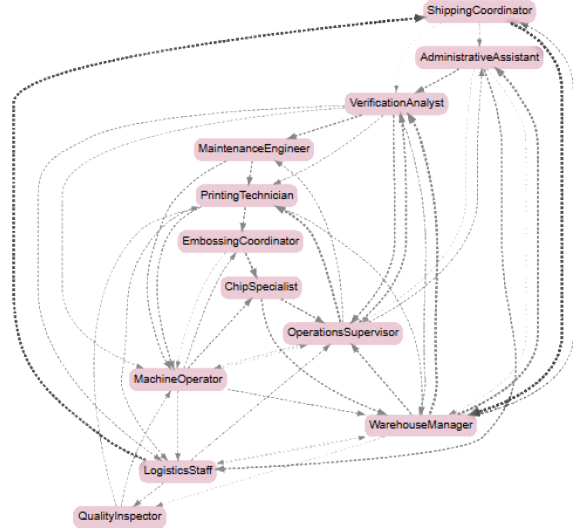 ShippingCoordinator
AdministrativeAssistant
VerificationAnalyst
MaintenanceEngineer
PrintingTechnician
EmbossingCoordinator
ChipSpecialist
OperationsSupervisor
MachineOperator
WarehouseManager
LogisticsStaff
QualityInspector